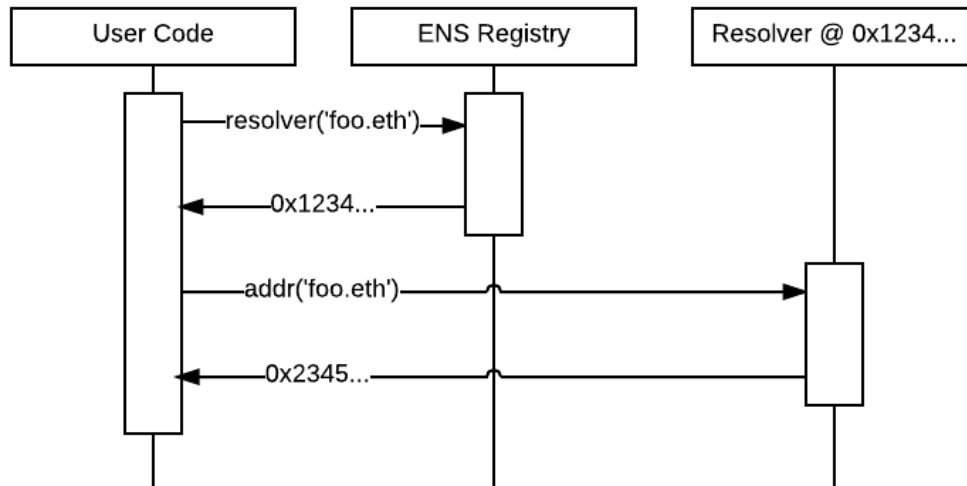 User Code
ENS Registry
Resolver @ 0x1234...
resolver('foo.eth')
0x1234...
addr('foo.eth')
0x2345...